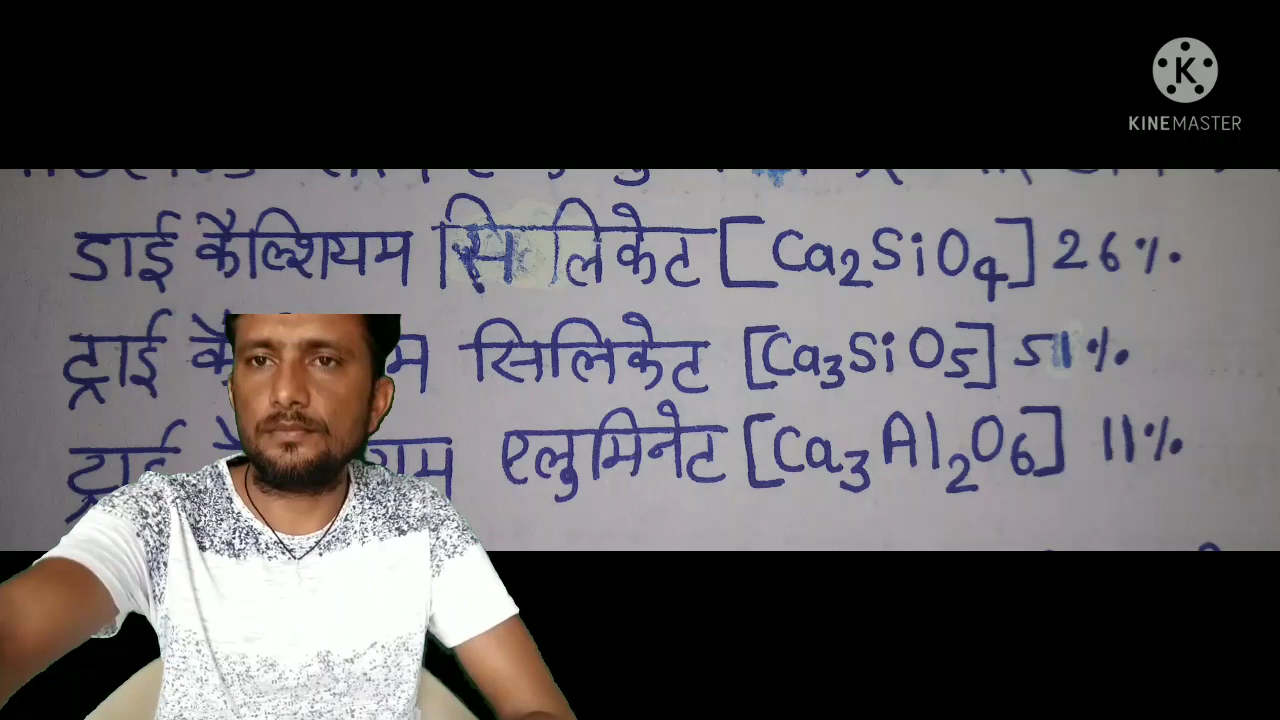 K
KINEMASTER
डाई कैल्शियम सिलिकेट [Ca2SiO4] 26%
ट्राई सिलिकेट [Ca3SiO5] 51%
ट्राई एलुमिनेट [Ca3Al2O6] 11%